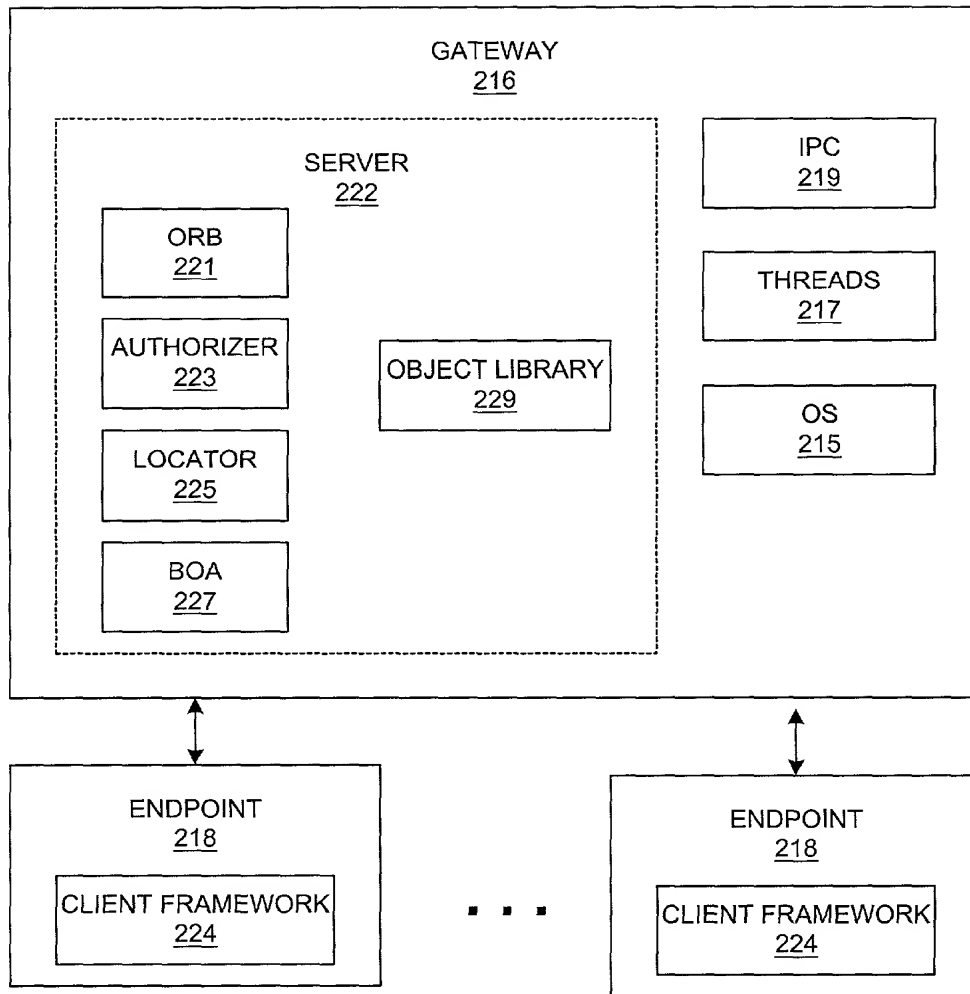 GATEWAY
216
SERVER
222
ORB
221
AUTHORIZER
223
LOCATOR
225
BOA
227
OBJECT LIBRARY
229
IPC
219
THREADS
217
OS
215
ENDPOINT
218
CLIENT FRAMEWORK
224
ENDPOINT
218
CLIENT FRAMEWORK
224